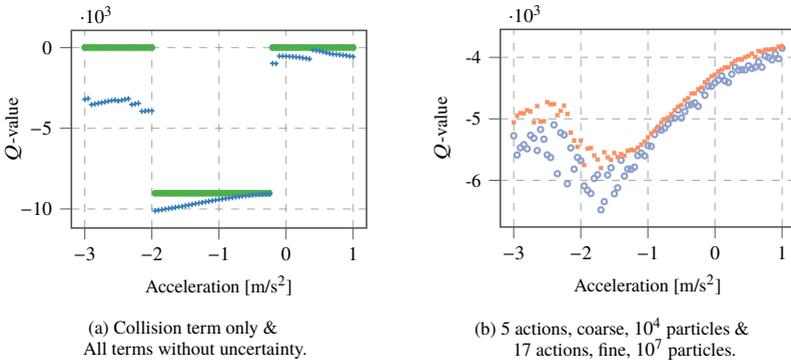 ·10³
0
−5
−10
Q-value
−3 −2 −1 0 1
Acceleration [m/s²]
(a) Collision term only &
All terms without uncertainty.
·10³
-4
-5
-6
Q-value
−3 −2 −1 0 1
Acceleration [m/s²]
(b) 5 actions, coarse, 10⁴ particles &
17 actions, fine, 10⁷ particles.